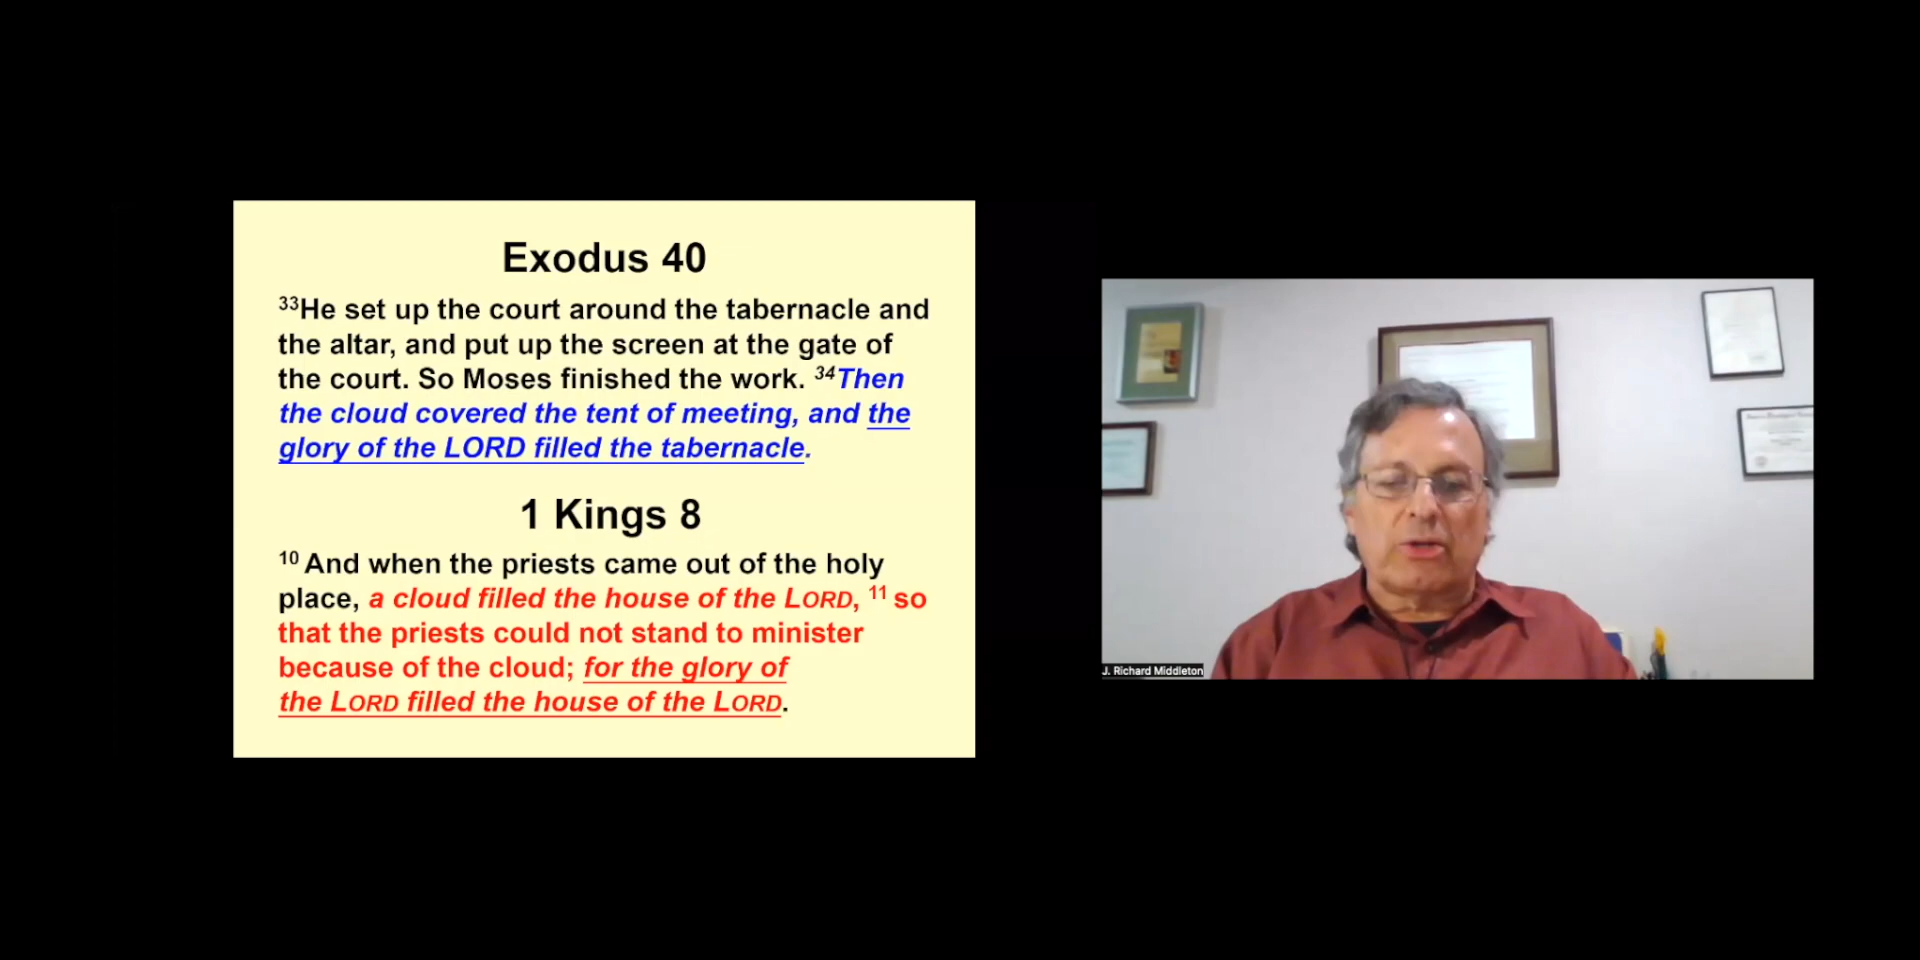 Exodus 40
³³He set up the court around the tabernacle and
the altar, and put up the screen at the gate of
the court. So Moses finished the work. ³⁴Then
the cloud covered the tent of meeting, and the
glory of the LORD filled the tabernacle.
1 Kings 8
¹⁰ And when the priests came out of the holy
place, a cloud filled the house of the LORD, ¹¹ so
that the priests could not stand to minister
because of the cloud; for the glory of
the LORD filled the house of the LORD.
J. Richard Middleton